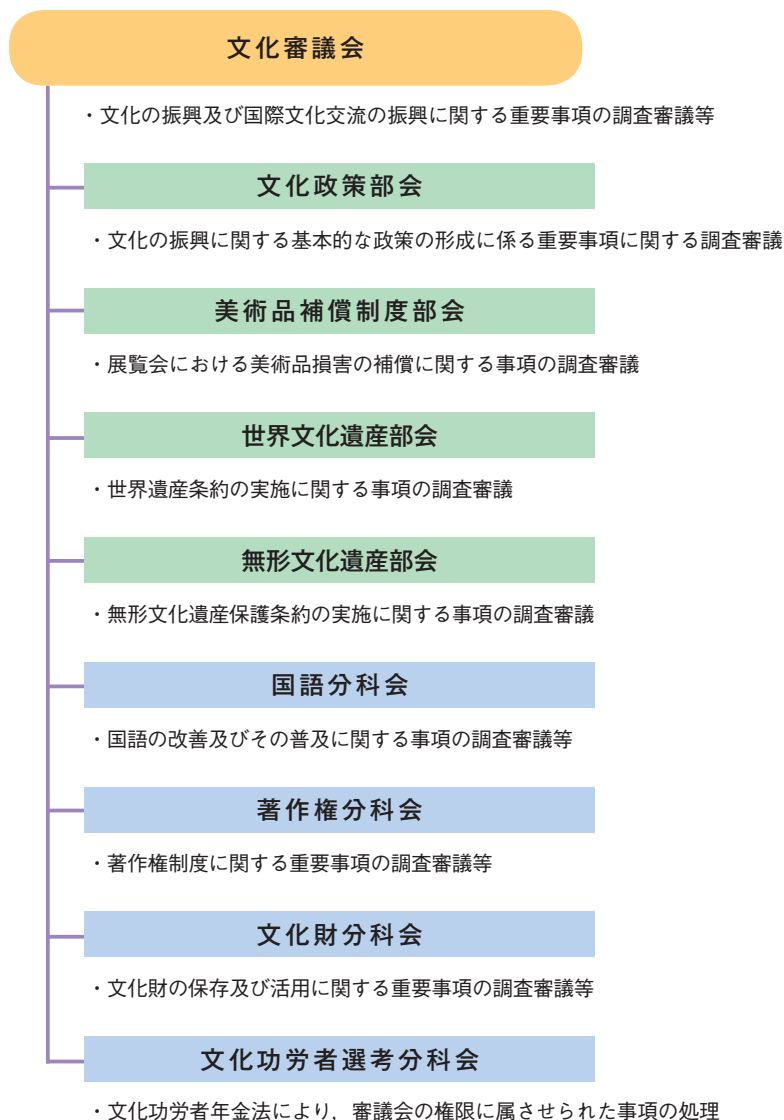 文化審議会
・文化の振興及び国際文化交流の振興に関する重要事項の調査審議等
文化政策部会
・文化の振興に関する基本的な政策の形成に係る重要事項に関する調査審議
美術品補償制度部会
・展覧会における美術品損害の補償に関する事項の調査審議
世界文化遺産部会
・世界遺産条約の実施に関する事項の調査審議
無形文化遺産部会
・無形文化遺産保護条約の実施に関する事項の調査審議
国語分科会
・国語の改善及びその普及に関する事項の調査審議等
著作権分科会
・著作権制度に関する重要事項の調査審議等
文化財分科会
・文化財の保存及び活用に関する重要事項の調査審議等
文化功労者選考分科会
・文化功労者年金法により，審議会の権限に属させられた事項の処理